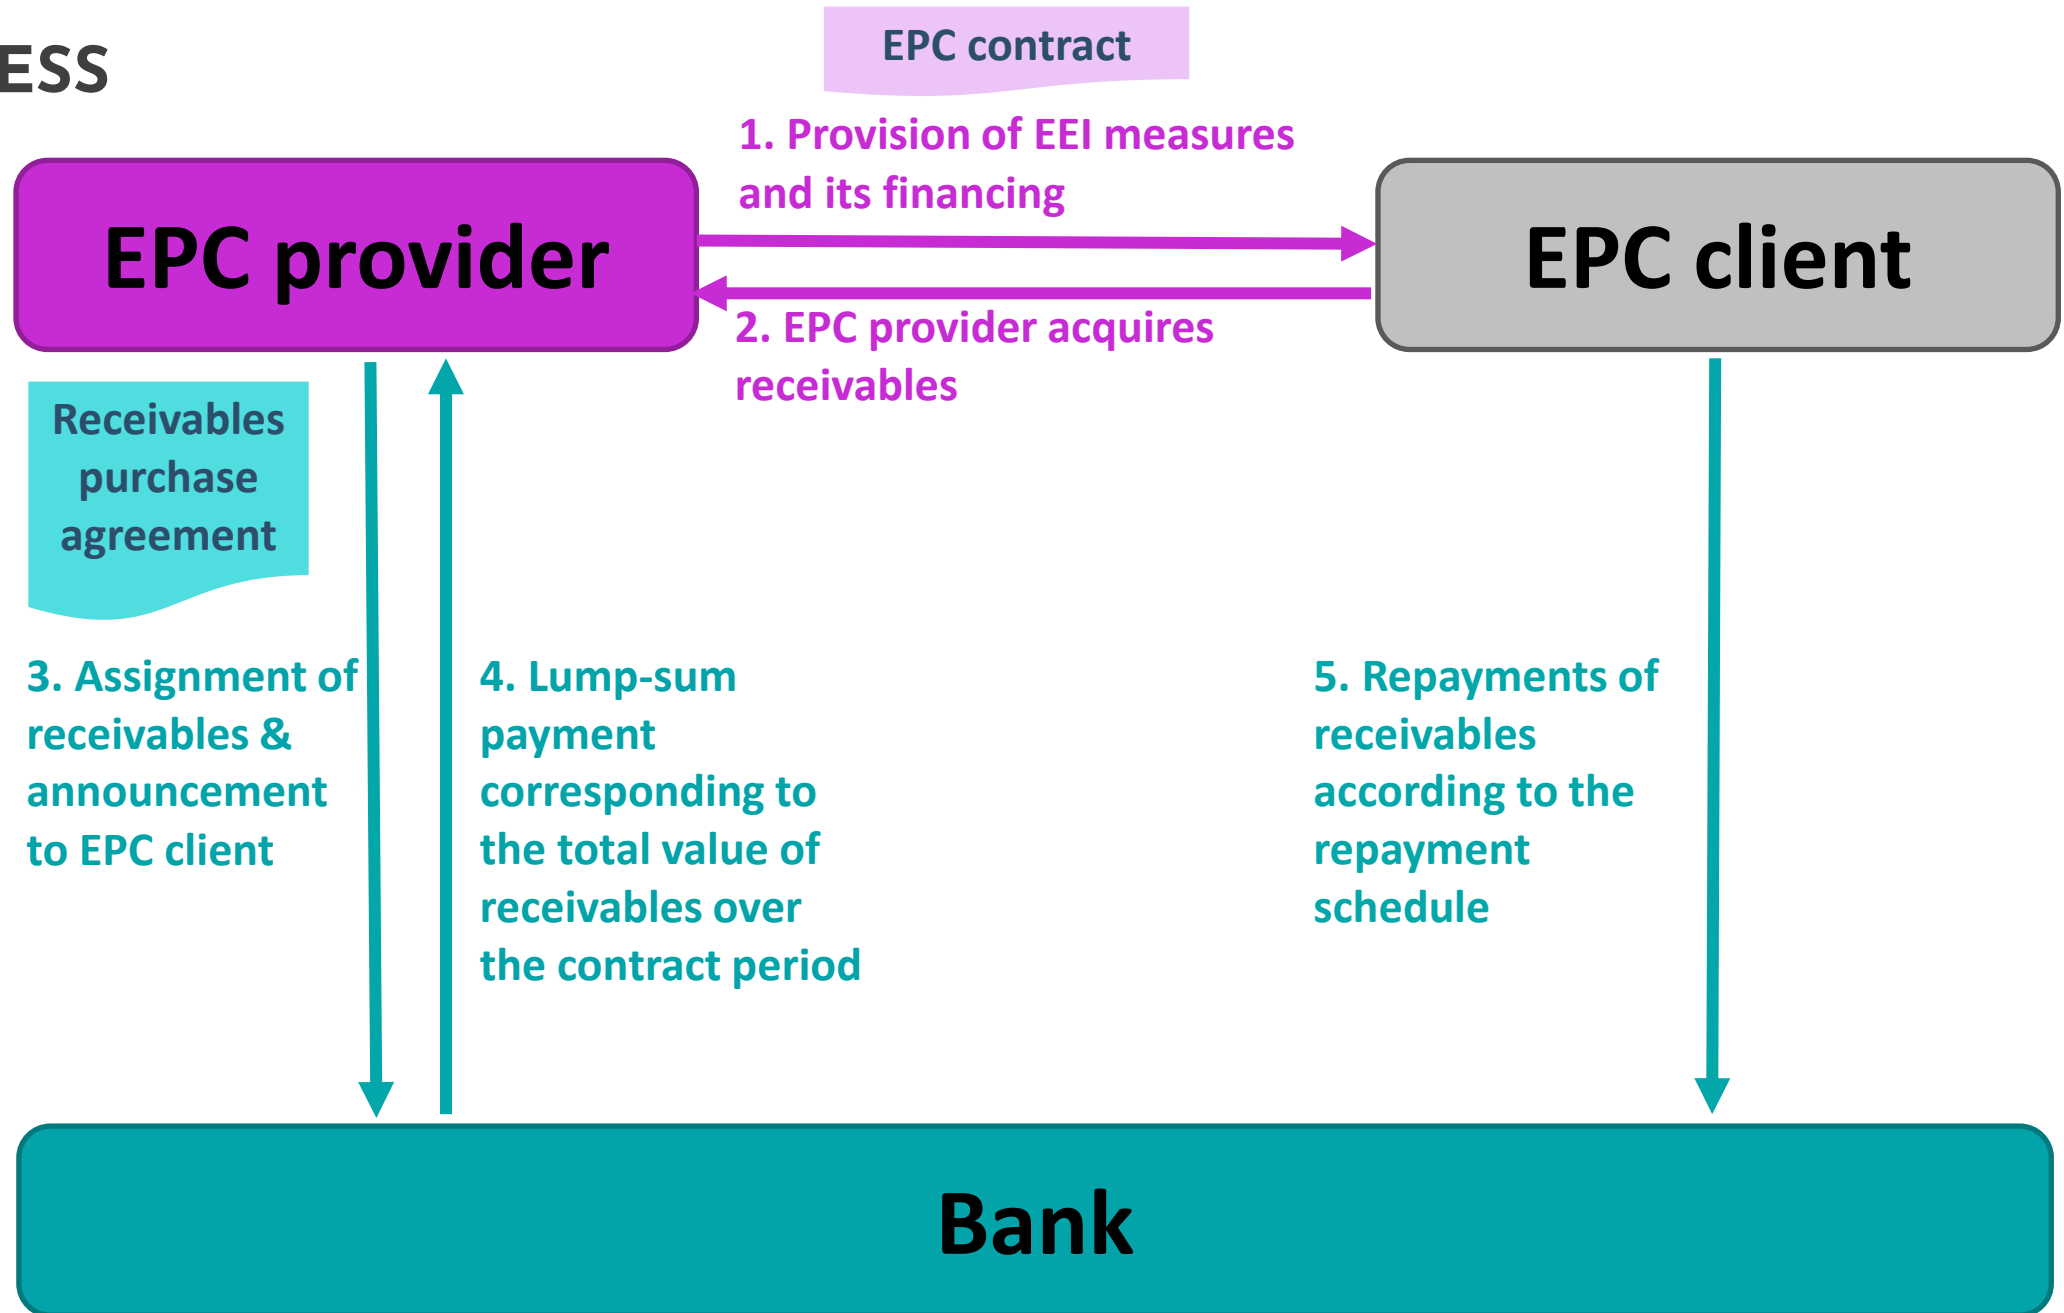 ESS
EPC contract
1. Provision of EEI measures
and its financing
EPC provider
EPC client
2. EPC provider acquires
receivables
Receivables
purchase
agreement
3. Assignment of
receivables &
announcement
to EPC client
4. Lump-sum
payment
corresponding to
the total value of
receivables over
the contract period
5. Repayments of
receivables
according to the
repayment
schedule
Bank